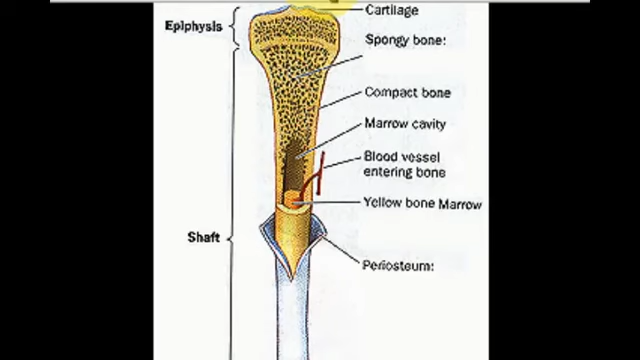 Cartilage
Epiphysis
Spongy bone:
Compact bone
Marrow cavity
Blood vessel
entering bone
Yellow bone Marrow
Shaft
Periosteum: